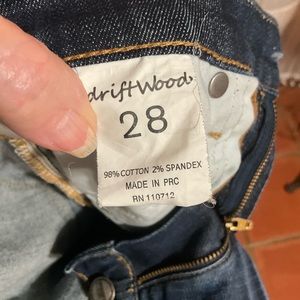 driftwood
28
98% COTTON 2% SPANDEX
MADE IN PRC
RN 110712